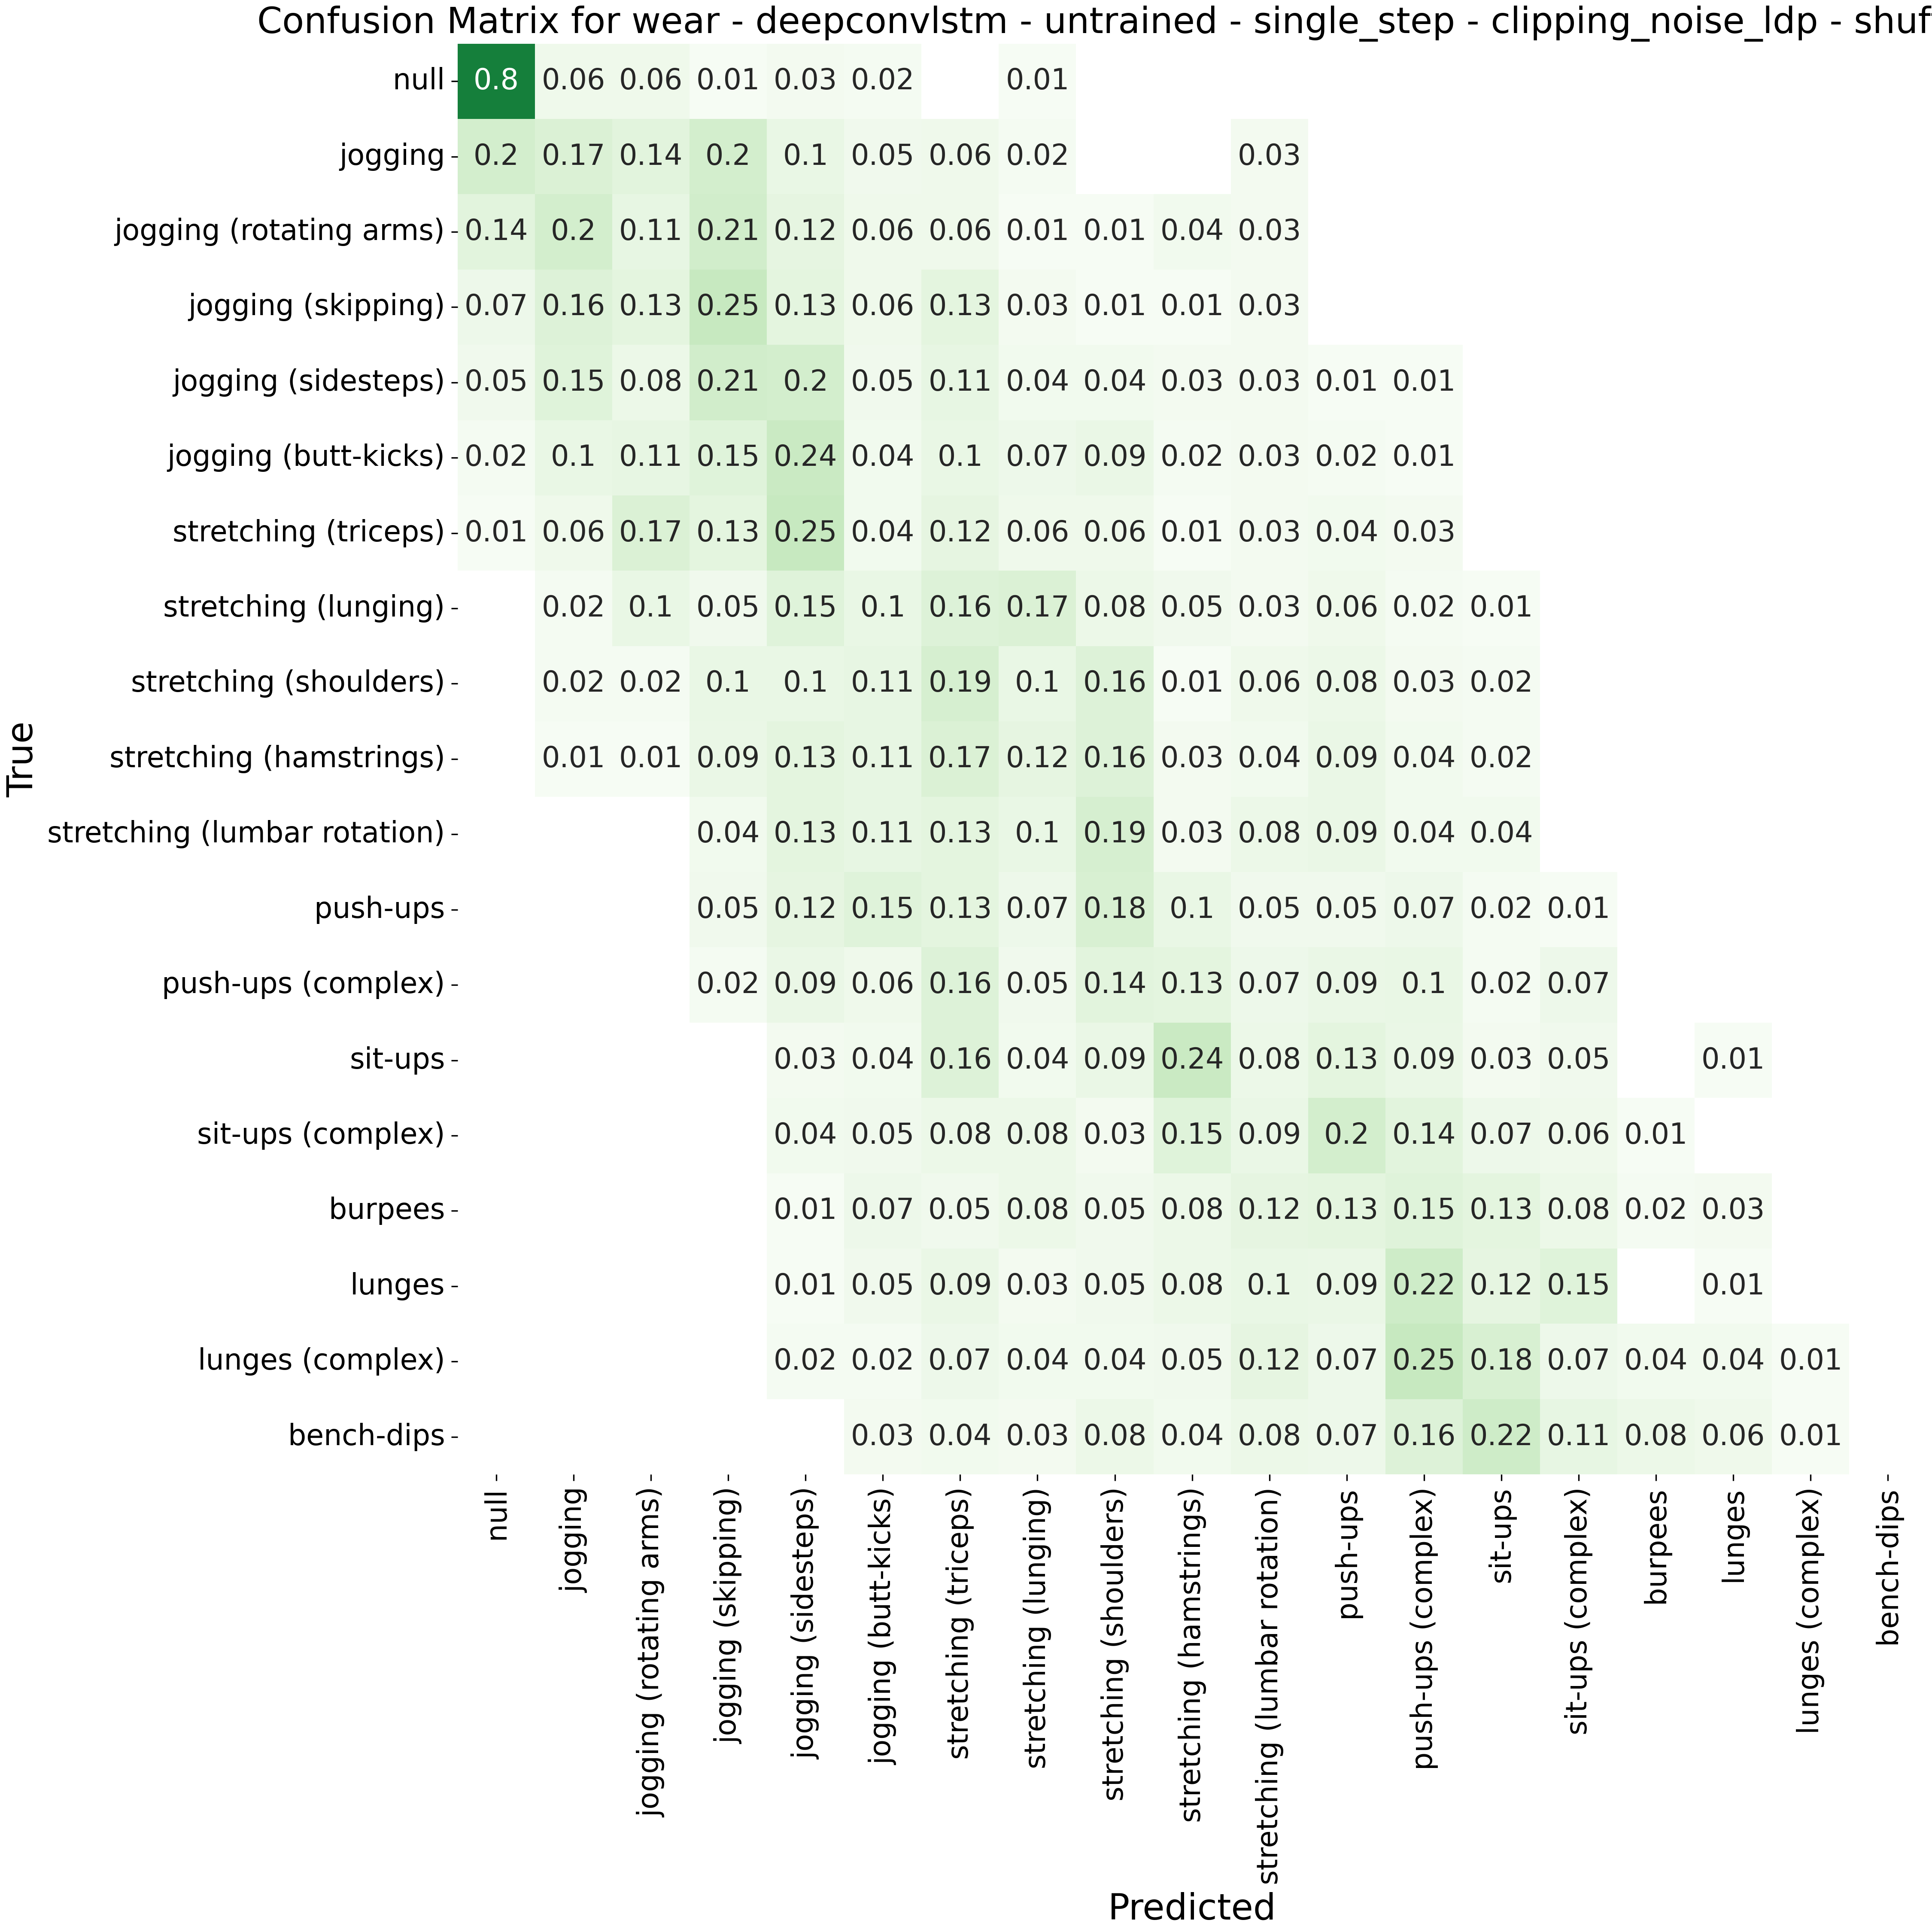 Confusion Matrix for wear - deepconvlstm - untrained - single_step - clipping_noise_ldp - shuf
null 0.8 0.06 0.06 0.01 0.03 0.02 0.01
jogging 0.2 0.17 0.14 0.2 0.1 0.05 0.06 0.02 0.03
jogging (rotating arms) 0.14 0.2 0.11 0.21 0.12 0.06 0.06 0.01 0.01 0.04 0.03
jogging (skipping) 0.07 0.16 0.13 0.25 0.13 0.06 0.13 0.03 0.01 0.01 0.03
jogging (sidesteps) 0.05 0.15 0.08 0.21 0.2 0.05 0.11 0.04 0.04 0.03 0.03 0.01 0.01
jogging (butt-kicks) 0.02 0.1 0.11 0.15 0.24 0.04 0.1 0.07 0.09 0.02 0.03 0.02 0.01
stretching (triceps) 0.01 0.06 0.17 0.13 0.25 0.04 0.12 0.06 0.06 0.01 0.03 0.04 0.03
stretching (lunging) 0.02 0.1 0.05 0.15 0.1 0.16 0.17 0.08 0.05 0.03 0.06 0.02 0.01
stretching (shoulders) 0.02 0.02 0.1 0.1 0.11 0.19 0.1 0.16 0.01 0.06 0.08 0.03 0.02
stretching (hamstrings) 0.01 0.01 0.09 0.13 0.11 0.17 0.12 0.16 0.03 0.04 0.09 0.04 0.02
stretching (lumbar rotation) 0.04 0.13 0.11 0.13 0.1 0.19 0.03 0.08 0.09 0.04 0.04
push-ups 0.05 0.12 0.15 0.13 0.07 0.18 0.1 0.05 0.05 0.07 0.02 0.01
push-ups (complex) 0.02 0.09 0.06 0.16 0.05 0.14 0.13 0.07 0.09 0.1 0.02 0.07
sit-ups 0.03 0.04 0.16 0.04 0.09 0.24 0.08 0.13 0.09 0.03 0.05 0.01
sit-ups (complex) 0.04 0.05 0.08 0.08 0.03 0.15 0.09 0.2 0.14 0.07 0.06 0.01
burpees 0.01 0.07 0.05 0.08 0.05 0.08 0.12 0.13 0.15 0.13 0.08 0.02 0.03
lunges 0.01 0.05 0.09 0.03 0.05 0.08 0.1 0.09 0.22 0.12 0.15 0.01
lunges (complex) 0.02 0.02 0.07 0.04 0.04 0.05 0.12 0.07 0.25 0.18 0.07 0.04 0.04 0.01
bench-dips 0.03 0.04 0.03 0.08 0.04 0.08 0.07 0.16 0.22 0.11 0.08 0.06 0.01
True
null
jogging
jogging (rotating arms)
jogging (skipping)
jogging (sidesteps)
jogging (butt-kicks)
stretching (triceps)
stretching (lunging)
stretching (shoulders)
stretching (hamstrings)
stretching (lumbar rotation)
push-ups
push-ups (complex)
sit-ups
sit-ups (complex)
burpees
lunges
lunges (complex)
bench-dips
Predicted